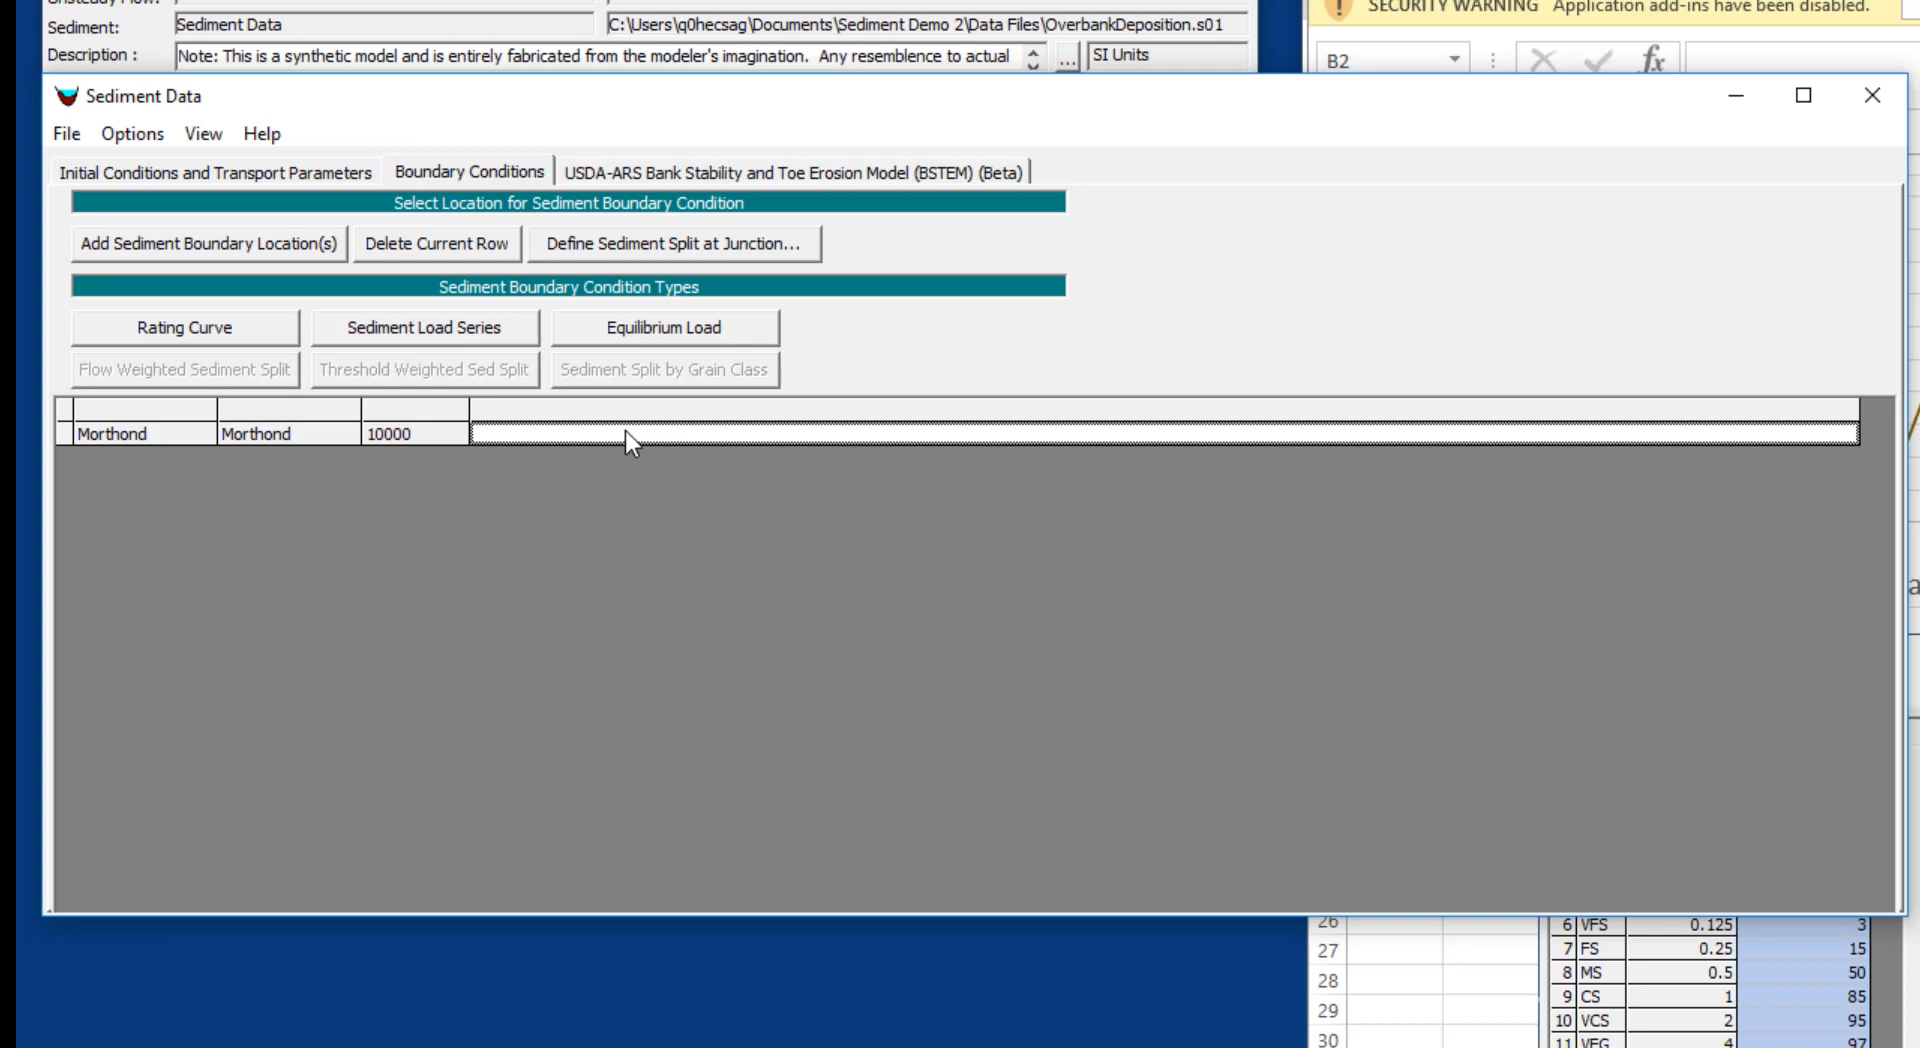 SECURITY WARNING Application add-ins have been disabled.
Sediment: Sediment Data C:\Users\q0hecsag\Documents\Sediment Demo 2\Data Files\OverbankDeposition.s01
Description : Note: This is a synthetic model and is entirely fabricated from the modeler's imagination. Any resemblence to actual ... SI Units
B2 fx
Sediment Data
File Options View Help
Initial Conditions and Transport Parameters Boundary Conditions USDA-ARS Bank Stability and Toe Erosion Model (BSTEM) (Beta)
Select Location for Sediment Boundary Condition
Add Sediment Boundary Location(s) Delete Current Row Define Sediment Split at Junction...
Sediment Boundary Condition Types
Rating Curve Sediment Load Series Equilibrium Load
Flow Weighted Sediment Split Threshold Weighted Sed Split Sediment Split by Grain Class
Morthond Morthond 10000
26 6 VFS 0.125 3
27 7 FS 0.25 15
28 8 MS 0.5 50
29 9 CS 1 85
10 VCS 2 95
30 11 VFG 4 97